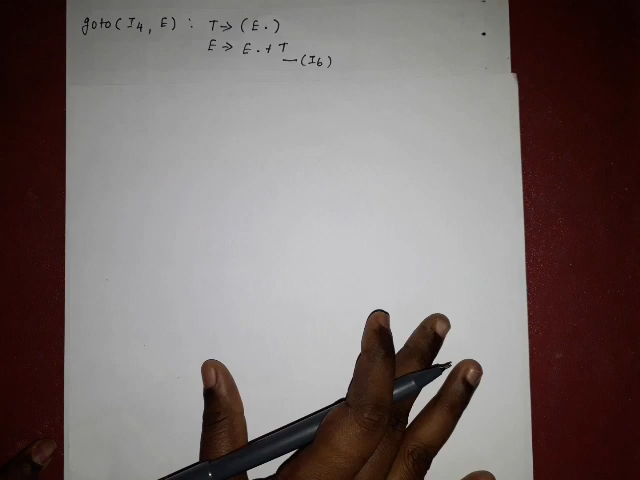 goto(I4, E) : T → (E.)
E → E.+T
—(I6)